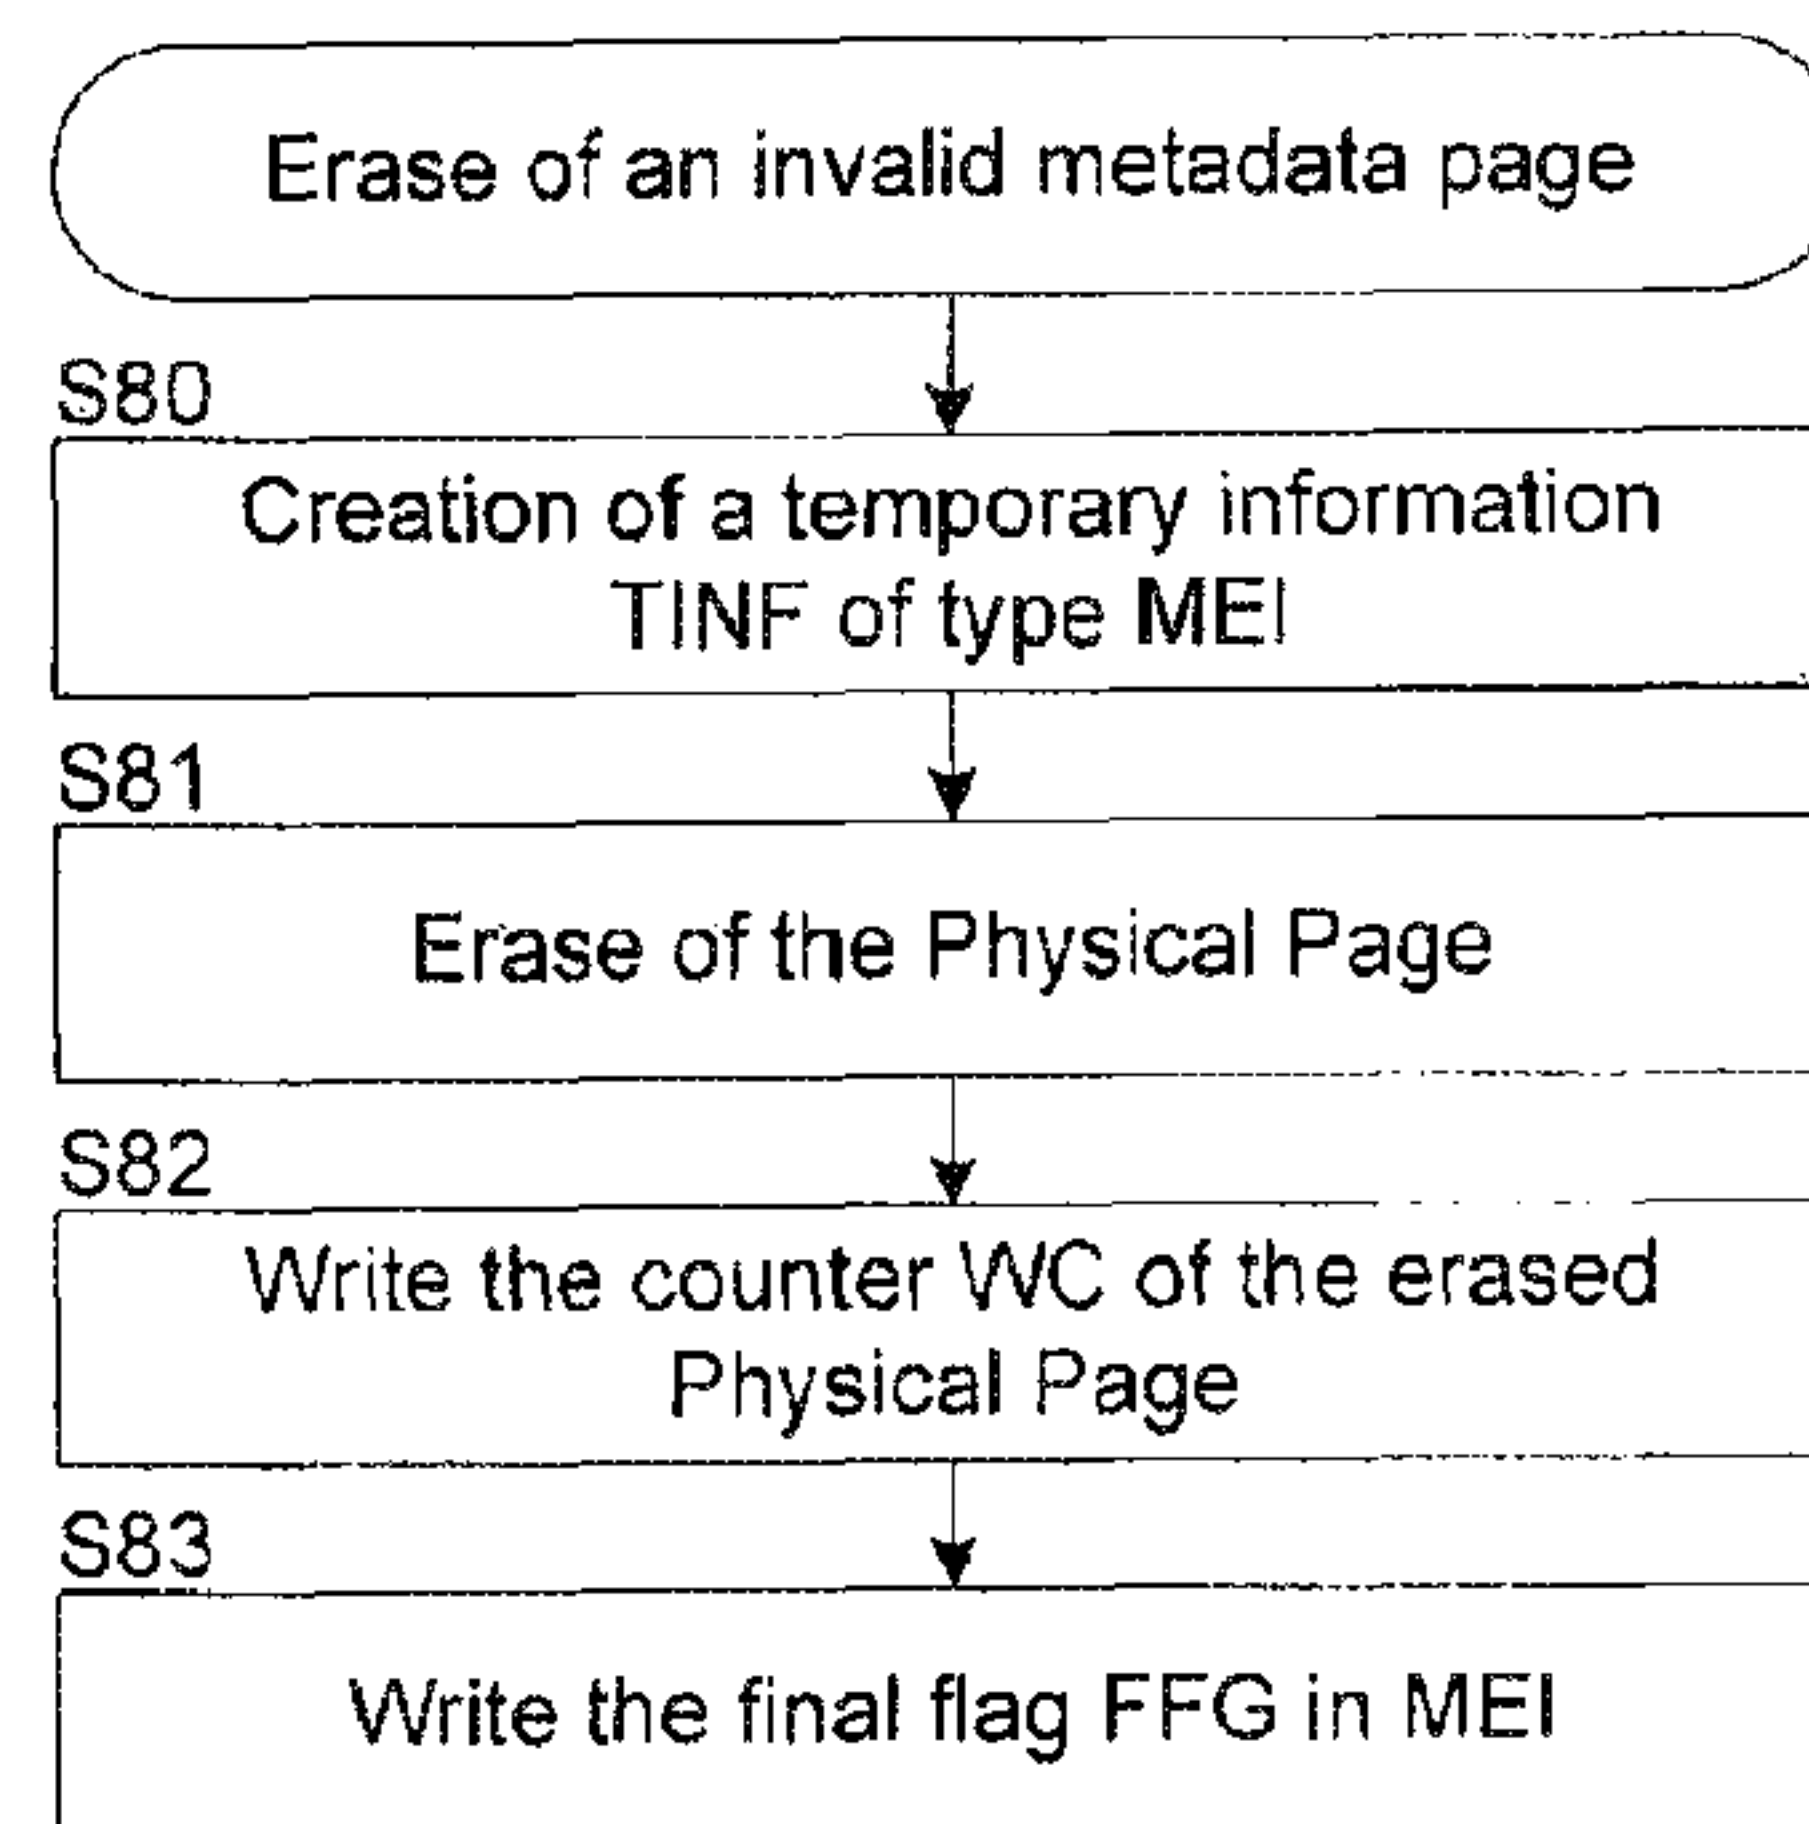 Erase of an invalid metadata page
S80
Creation of a temporary information
TINF of type MEI
S81
Erase of the Physical Page
S82
Write the counter WC of the erased
Physical Page
S83
Write the final flag FFG in MEI